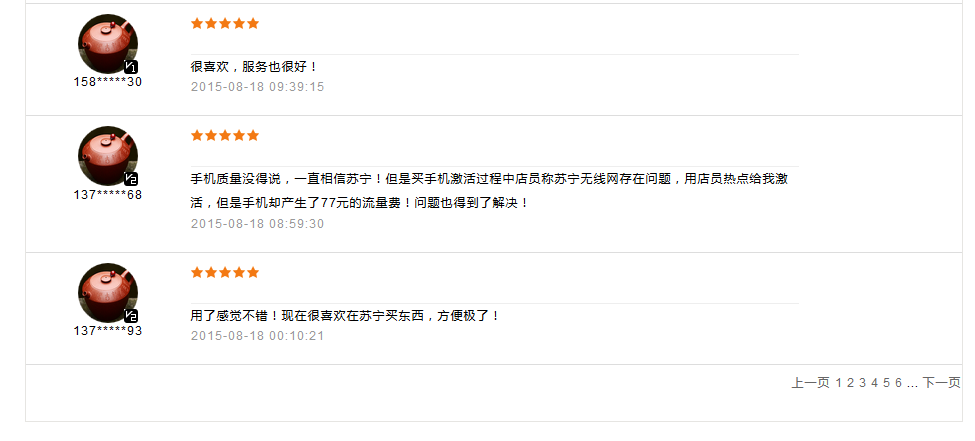 很喜欢，服务也很好！
V1
158*****30
2015-08-18 09:39:15
手机质量没得说，一直相信苏宁！但是买手机激活过程中店员称苏宁无线网存在问题，用店员热点给我激
活，但是手机却产生了77元的流量费！问题也得到了解决！
V2
137*****68
2015-08-18 08:59:30
用了感觉不错！现在很喜欢在苏宁买东西，方便极了！
V2
137*****93
2015-08-18 00:10:21
上一页 1 2 3 4 5 6 ... 下一页